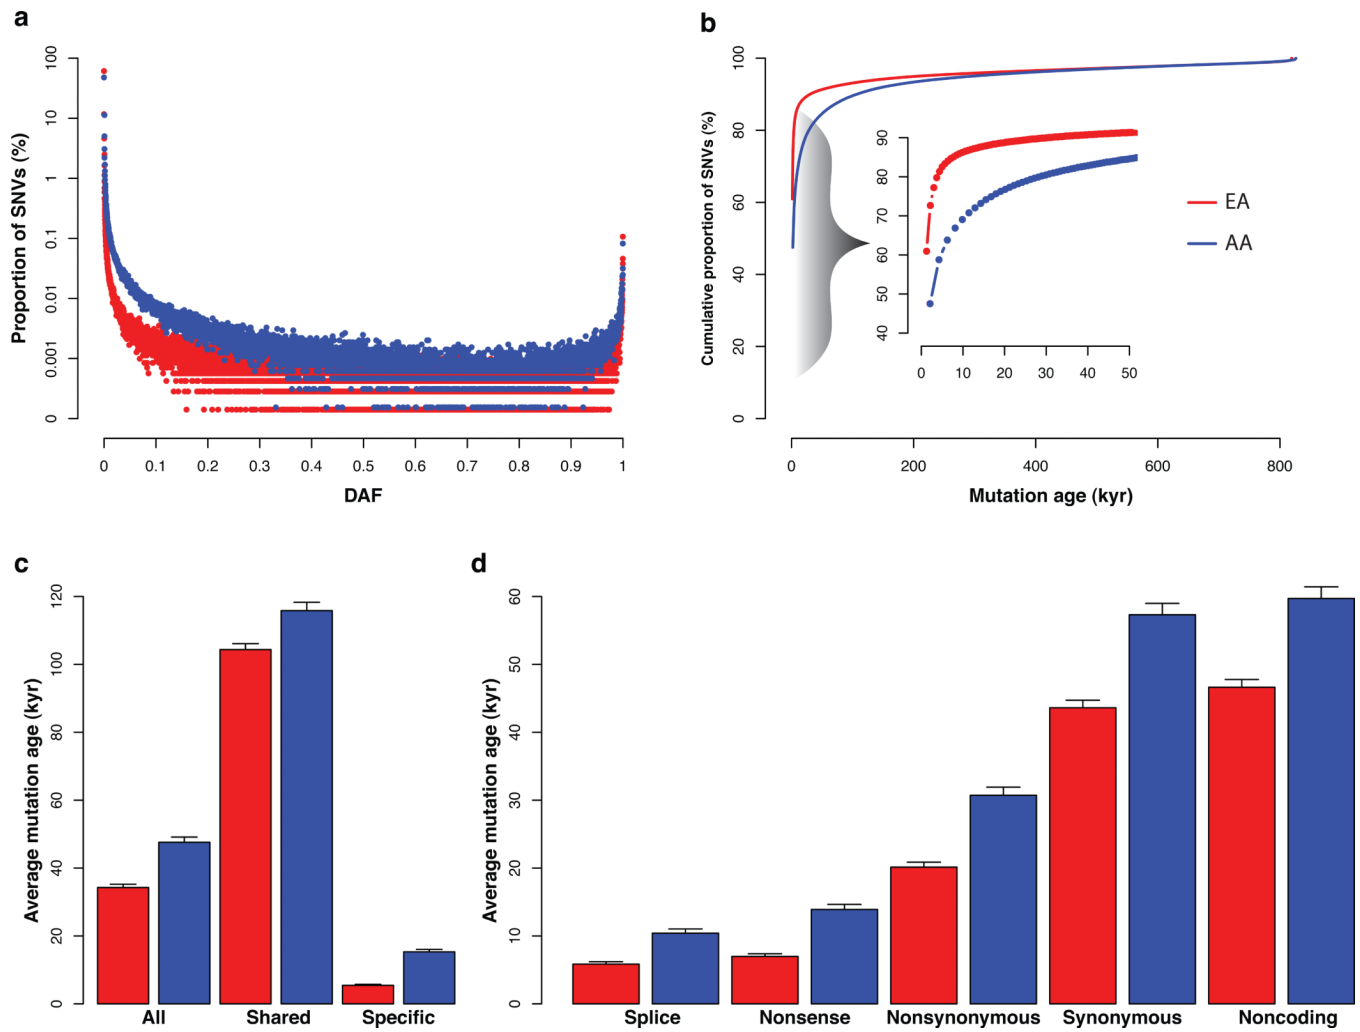 a
Proportion of SNVs (%)
100
10
1
0.1
0.01
0.001
0
0 0.1 0.2 0.3 0.4 0.5 0.6 0.7 0.8 0.9 1
DAF
b
Cumulative proportion of SNVs (%)
100
80
60
40
20
0
0 200 400 600 800
Mutation age (kyr)
90
80
70
60
50
40
0 10 20 30 40 50
EA
AA
c
Average mutation age (kyr)
120
100
80
60
40
20
0
All Shared Specific
d
Average mutation age (kyr)
60
50
40
30
20
10
0
Splice Nonsense Nonsynonymous Synonymous Noncoding